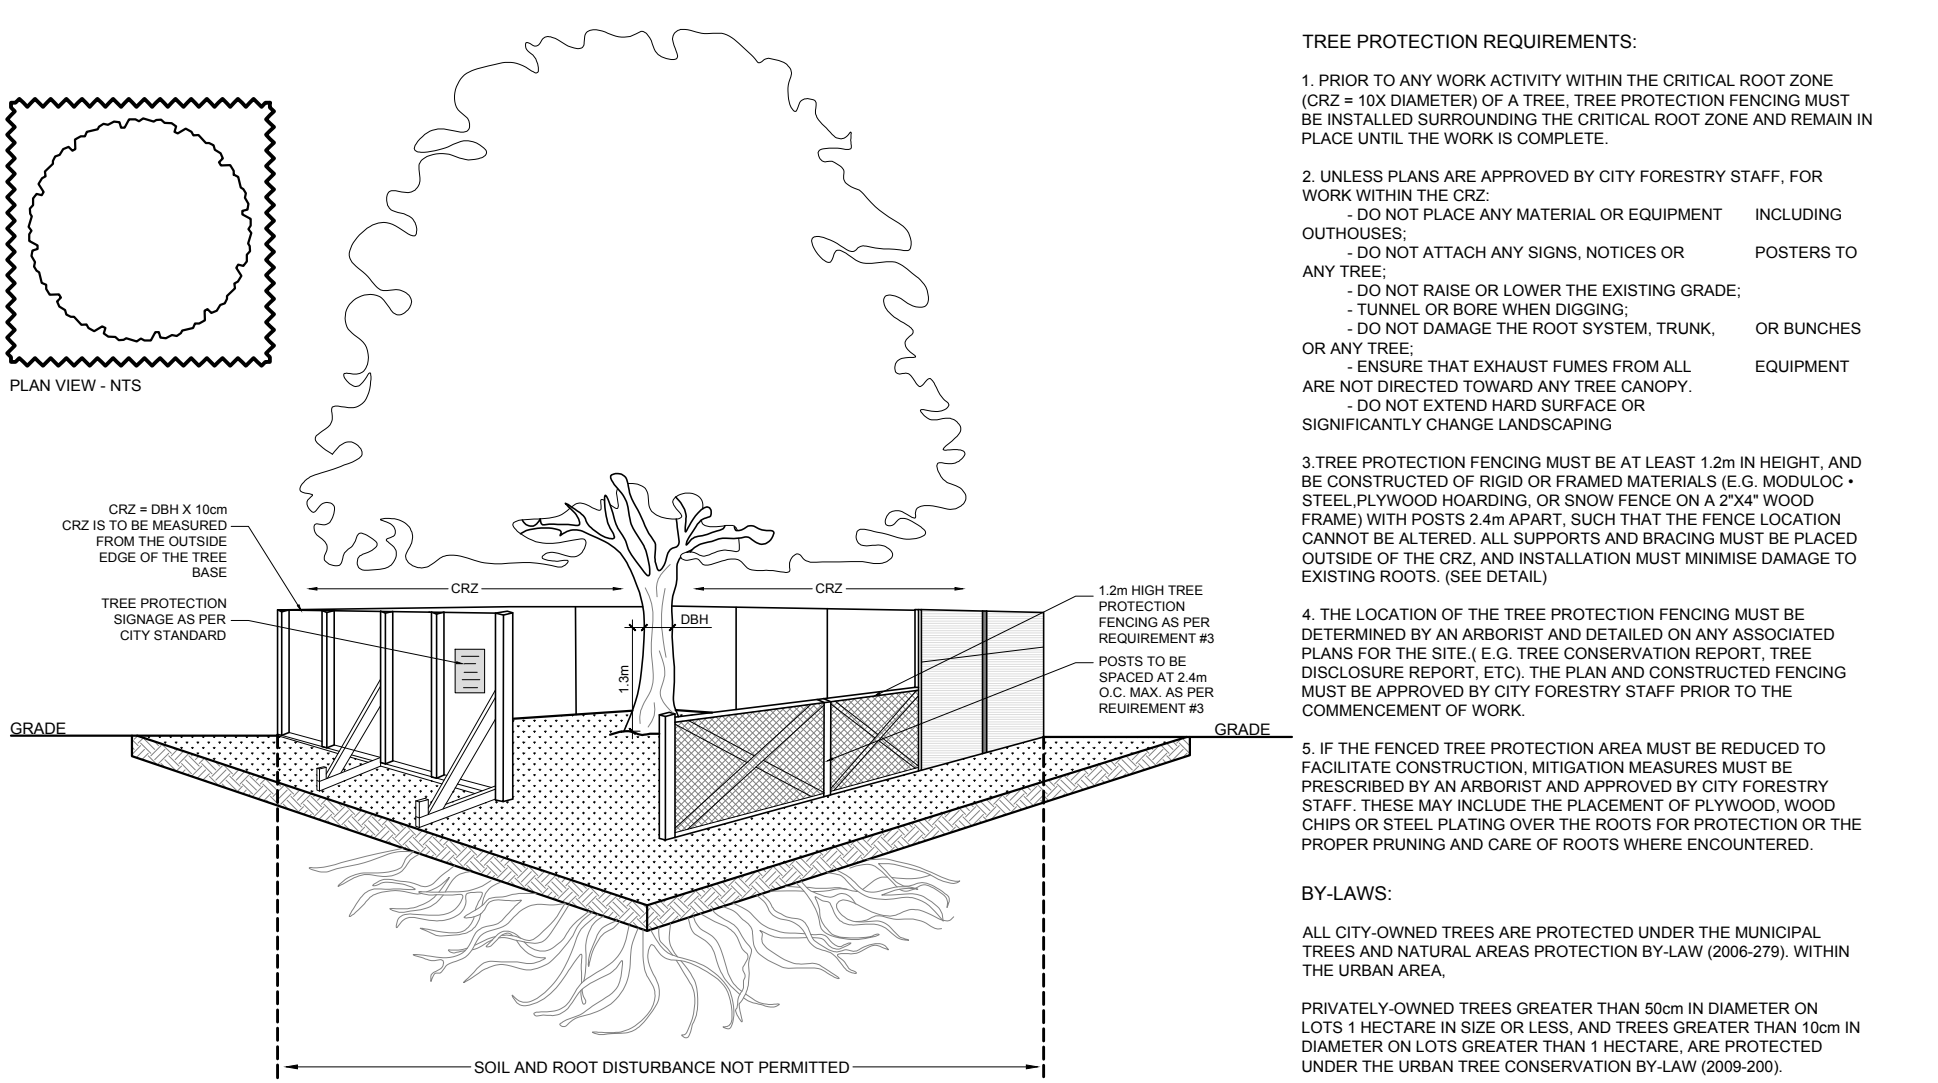 PLAN VIEW - NTS
CRZ = DBH X 10cm
CRZ IS TO BE MEASURED
FROM THE OUTSIDE
EDGE OF THE TREE
BASE
TREE PROTECTION
SIGNAGE AS PER
CITY STANDARD
GRADE
CRZ
CRZ
DBH
1.3m
1.2m HIGH TREE
PROTECTION
FENCING AS PER
REQUIREMENT #3
POSTS TO BE
SPACED AT 2.4m
O.C. MAX. AS PER
REUIREMENT #3
GRADE
SOIL AND ROOT DISTURBANCE NOT PERMITTED
TREE PROTECTION REQUIREMENTS:
1. PRIOR TO ANY WORK ACTIVITY WITHIN THE CRITICAL ROOT ZONE
(CRZ = 10X DIAMETER) OF A TREE, TREE PROTECTION FENCING MUST
BE INSTALLED SURROUNDING THE CRITICAL ROOT ZONE AND REMAIN IN
PLACE UNTIL THE WORK IS COMPLETE.
2. UNLESS PLANS ARE APPROVED BY CITY FORESTRY STAFF, FOR
WORK WITHIN THE CRZ:
- DO NOT PLACE ANY MATERIAL OR EQUIPMENT INCLUDING
OUTHOUSES;
- DO NOT ATTACH ANY SIGNS, NOTICES OR POSTERS TO
ANY TREE;
- DO NOT RAISE OR LOWER THE EXISTING GRADE;
- TUNNEL OR BORE WHEN DIGGING;
- DO NOT DAMAGE THE ROOT SYSTEM, TRUNK, OR BUNCHES
OR ANY TREE;
- ENSURE THAT EXHAUST FUMES FROM ALL EQUIPMENT
ARE NOT DIRECTED TOWARD ANY TREE CANOPY.
- DO NOT EXTEND HARD SURFACE OR
SIGNIFICANTLY CHANGE LANDSCAPING
3.TREE PROTECTION FENCING MUST BE AT LEAST 1.2m IN HEIGHT, AND
BE CONSTRUCTED OF RIGID OR FRAMED MATERIALS (E.G. MODULOC •
STEEL,PLYWOOD HOARDING, OR SNOW FENCE ON A 2"X4" WOOD
FRAME) WITH POSTS 2.4m APART, SUCH THAT THE FENCE LOCATION
CANNOT BE ALTERED. ALL SUPPORTS AND BRACING MUST BE PLACED
OUTSIDE OF THE CRZ, AND INSTALLATION MUST MINIMISE DAMAGE TO
EXISTING ROOTS. (SEE DETAIL)
4. THE LOCATION OF THE TREE PROTECTION FENCING MUST BE
DETERMINED BY AN ARBORIST AND DETAILED ON ANY ASSOCIATED
PLANS FOR THE SITE.( E.G. TREE CONSERVATION REPORT, TREE
DISCLOSURE REPORT, ETC). THE PLAN AND CONSTRUCTED FENCING
MUST BE APPROVED BY CITY FORESTRY STAFF PRIOR TO THE
COMMENCEMENT OF WORK.
5. IF THE FENCED TREE PROTECTION AREA MUST BE REDUCED TO
FACILITATE CONSTRUCTION, MITIGATION MEASURES MUST BE
PRESCRIBED BY AN ARBORIST AND APPROVED BY CITY FORESTRY
STAFF. THESE MAY INCLUDE THE PLACEMENT OF PLYWOOD, WOOD
CHIPS OR STEEL PLATING OVER THE ROOTS FOR PROTECTION OR THE
PROPER PRUNING AND CARE OF ROOTS WHERE ENCOUNTERED.
BY-LAWS:
ALL CITY-OWNED TREES ARE PROTECTED UNDER THE MUNICIPAL
TREES AND NATURAL AREAS PROTECTION BY-LAW (2006-279). WITHIN
THE URBAN AREA,
PRIVATELY-OWNED TREES GREATER THAN 50cm IN DIAMETER ON
LOTS 1 HECTARE IN SIZE OR LESS, AND TREES GREATER THAN 10cm IN
DIAMETER ON LOTS GREATER THAN 1 HECTARE, ARE PROTECTED
UNDER THE URBAN TREE CONSERVATION BY-LAW (2009-200).